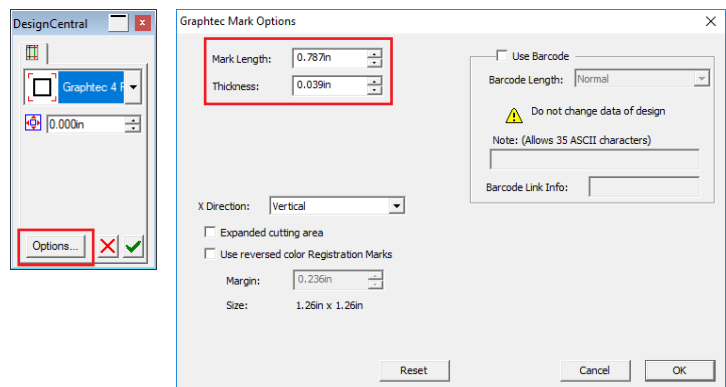 DesignCentral
Graphtec 4 F
0.000in
Options...
Graphtec Mark Options
Mark Length: 0.787in
Thickness: 0.039in
X Direction: Vertical
Expanded cutting area
Use reversed color Registration Marks
Margin: 0.236in
Size: 1.26in x 1.26in
Use Barcode
Barcode Length: Normal
Do not change data of design
Note: (Allows 35 ASCII characters)
Barcode Link Info:
Reset
Cancel
OK